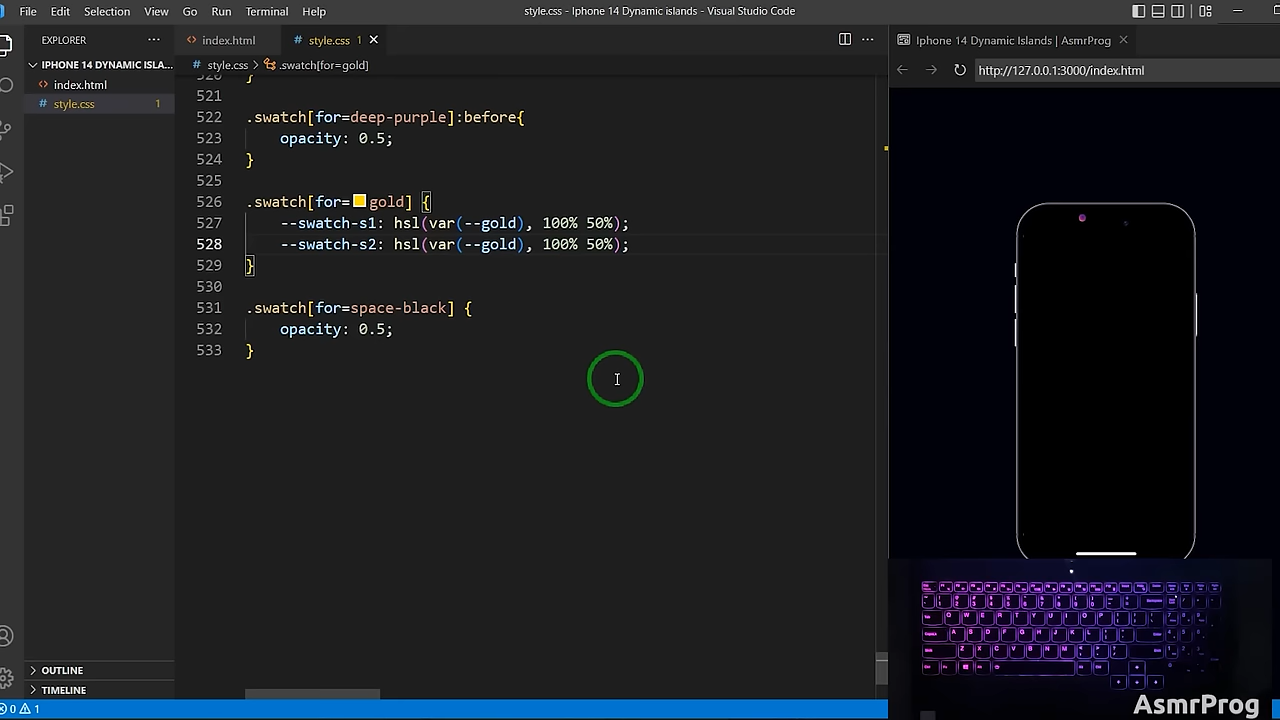 File Edit Selection View Go Run Terminal Help
style.css - Iphone 14 Dynamic islands - Visual Studio Code
EXPLORER
IPHONE 14 DYNAMIC ISLA...
index.html
style.css 1
OUTLINE
TIMELINE
0 1
index.html
style.css 1
style.css > .swatch[for=gold]
520 }
521
522 .swatch[for=deep-purple]:before{
523 opacity: 0.5;
524 }
525
526 .swatch[for=gold] {
527 --swatch-s1: hsl(var(--gold), 100% 50%);
528 --swatch-s2: hsl(var(--gold), 100% 50%);
529 }
530
531 .swatch[for=space-black] {
532 opacity: 0.5;
533 }
Iphone 14 Dynamic Islands | AsmrProg
http://127.0.0.1:3000/index.html
AsmrProg